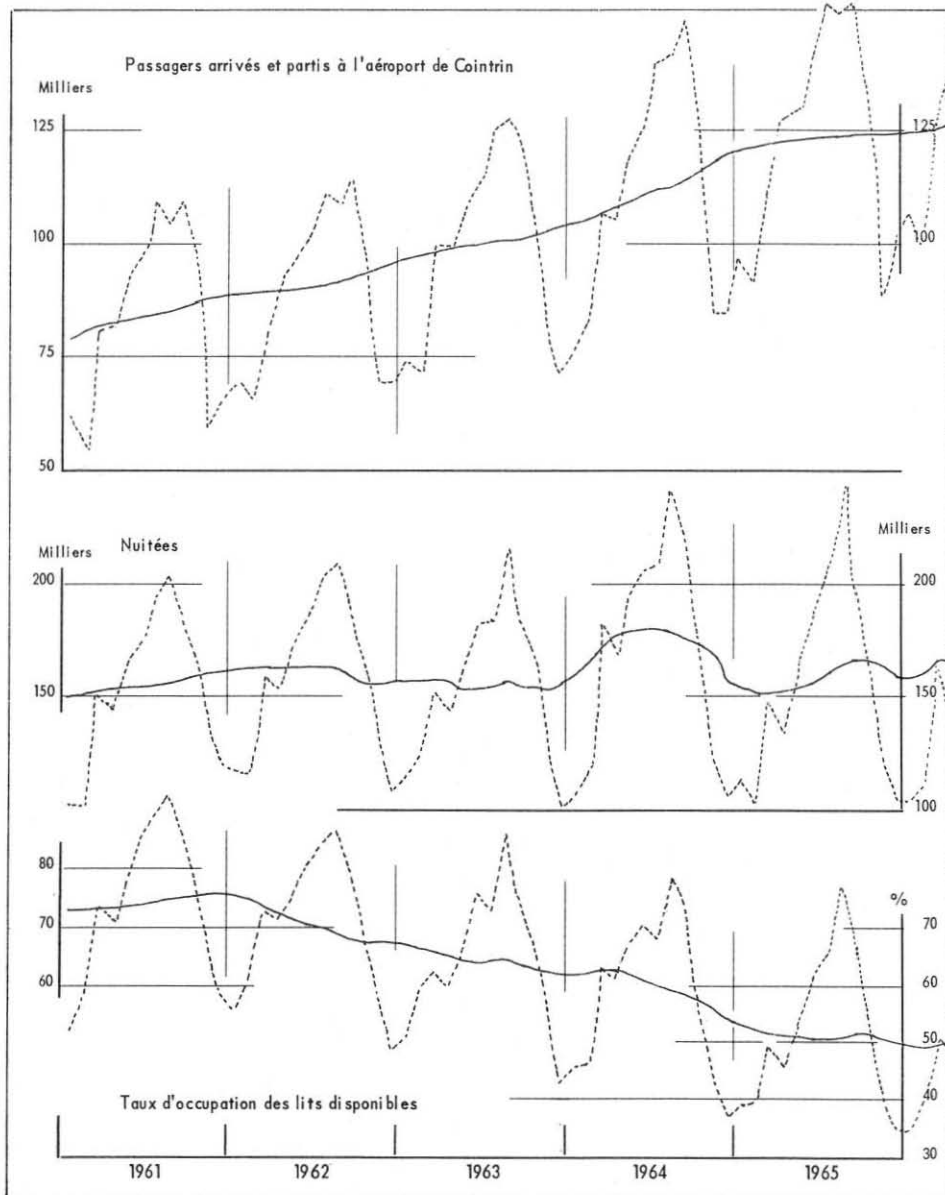 Passagers arrivés et partis à l'aéroport de Cointrin
Milliers
125 125
100 100
75
50
Milliers Nuitées Milliers
200 200
150 150
100
80
%
70 70
60 60
50
40
Taux d'occupation des lits disponibles
30
1961 1962 1963 1964 1965